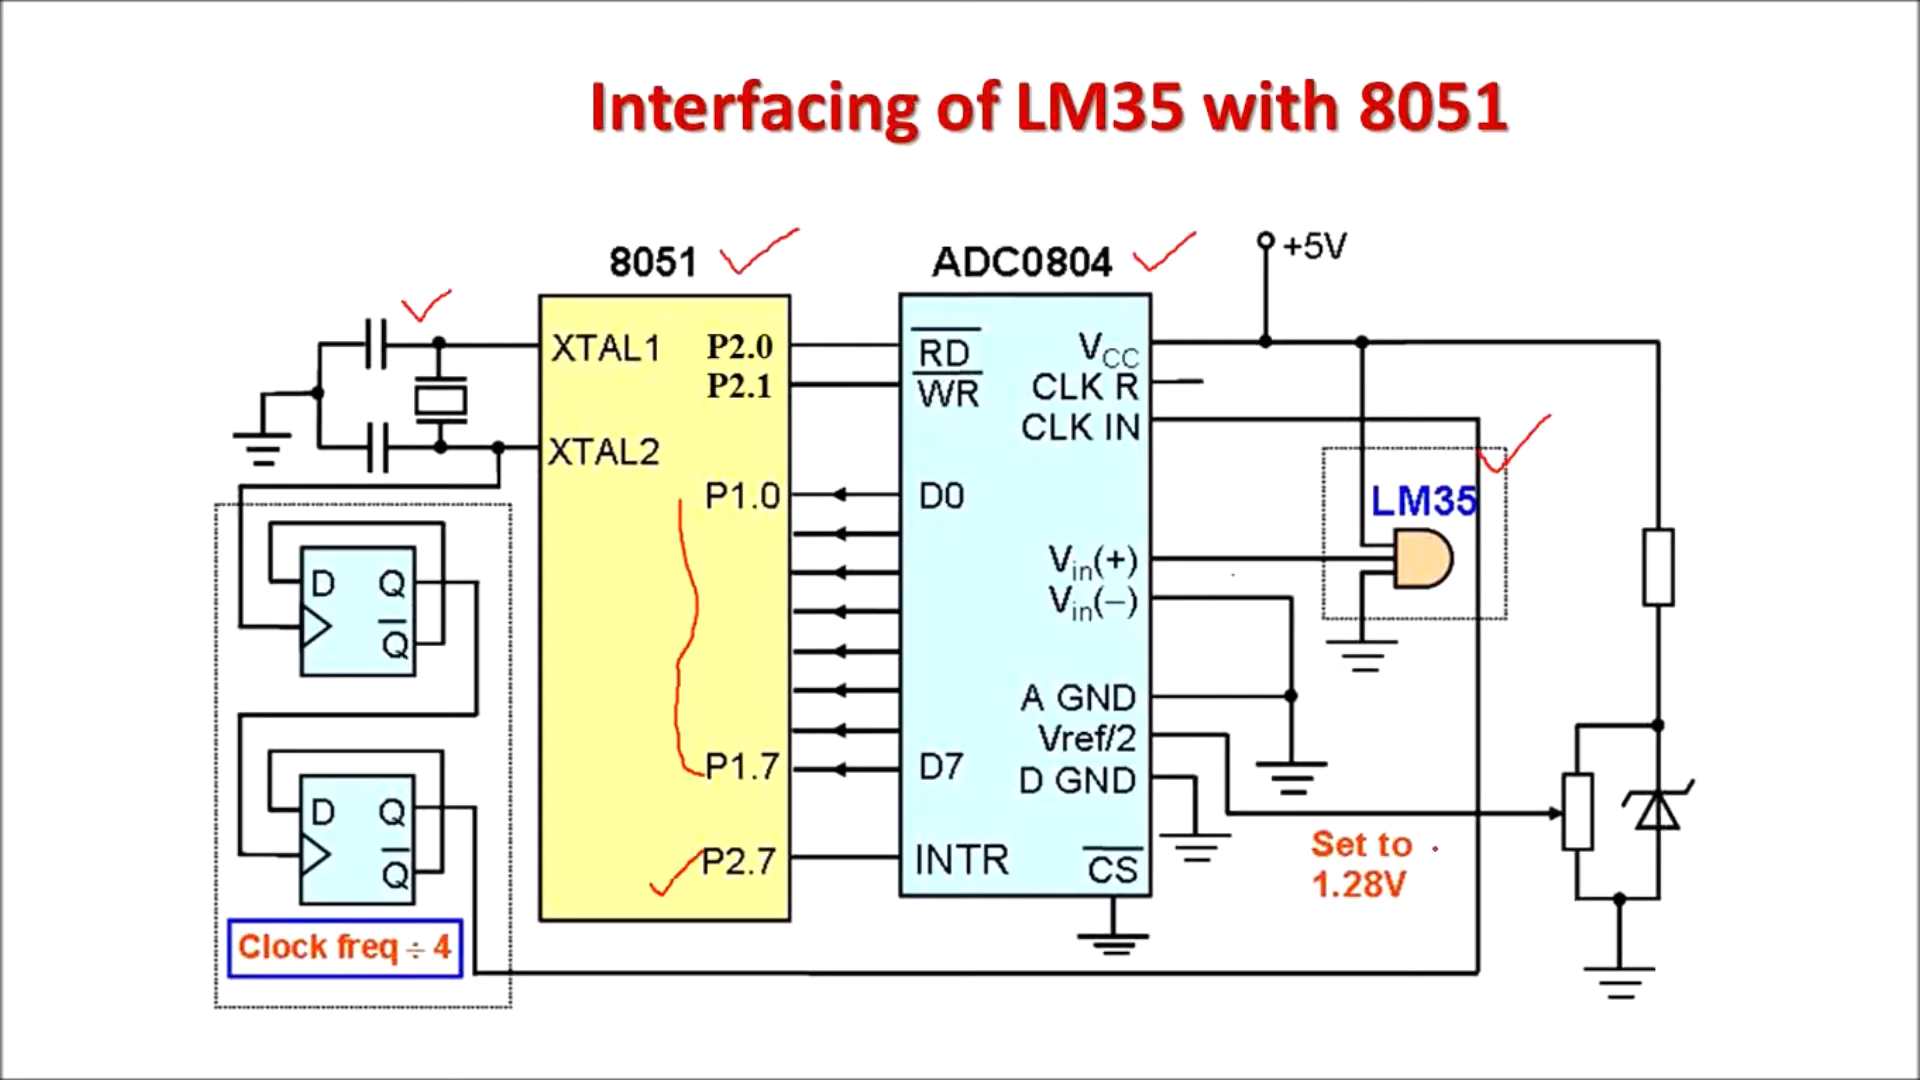 Interfacing of LM35 with 8051
8051
ADC0804
+5V
XTAL1
P2.0
RD
VCC
P2.1
WR
CLK R
CLK IN
XTAL2
P1.0
D0
LM35
Vin(+)
Vin(–)
D Q
Q
A GND
Vref/2
P1.7
D7
D GND
D Q
Q
Set to
1.28V
P2.7
INTR
CS
Clock freq ÷ 4